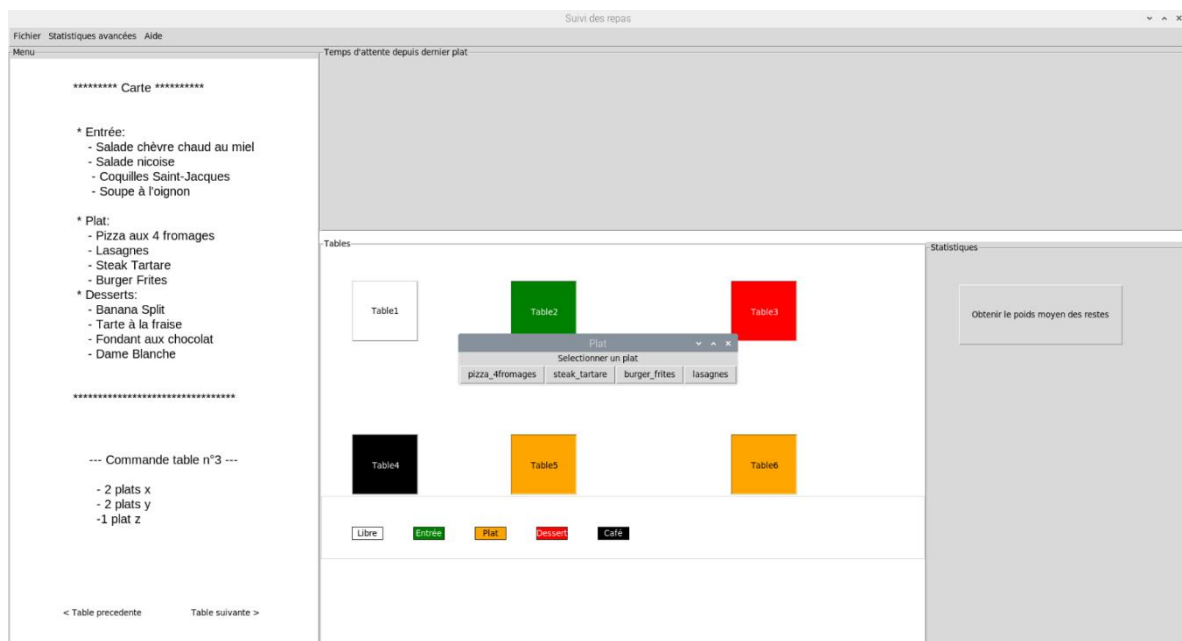 Suivi des repas
Fichier Statistiques avancées Aide
Menu
********* Carte **********
* Entrée:
- Salade chèvre chaud au miel
- Salade nicoise
- Coquilles Saint-Jacques
- Soupe à l'oignon
* Plat:
- Pizza aux 4 fromages
- Lasagnes
- Steak Tartare
- Burger Frites
* Desserts:
- Banana Split
- Tarte à la fraise
- Fondant aux chocolat
- Dame Blanche
*********************************
--- Commande table n°3 ---
- 2 plats x
- 2 plats y
-1 plat z
< Table precedente Table suivante >
Temps d'attente depuis dernier plat
Tables
Table1 Table2 Table3
Plat
Selectionner un plat
pizza_4fromages steak_tartare burger_frites lasagnes
Table4 Table5 Table6
Libre Entrée Plat Dessert Café
Statistiques
Obtenir le poids moyen des restes